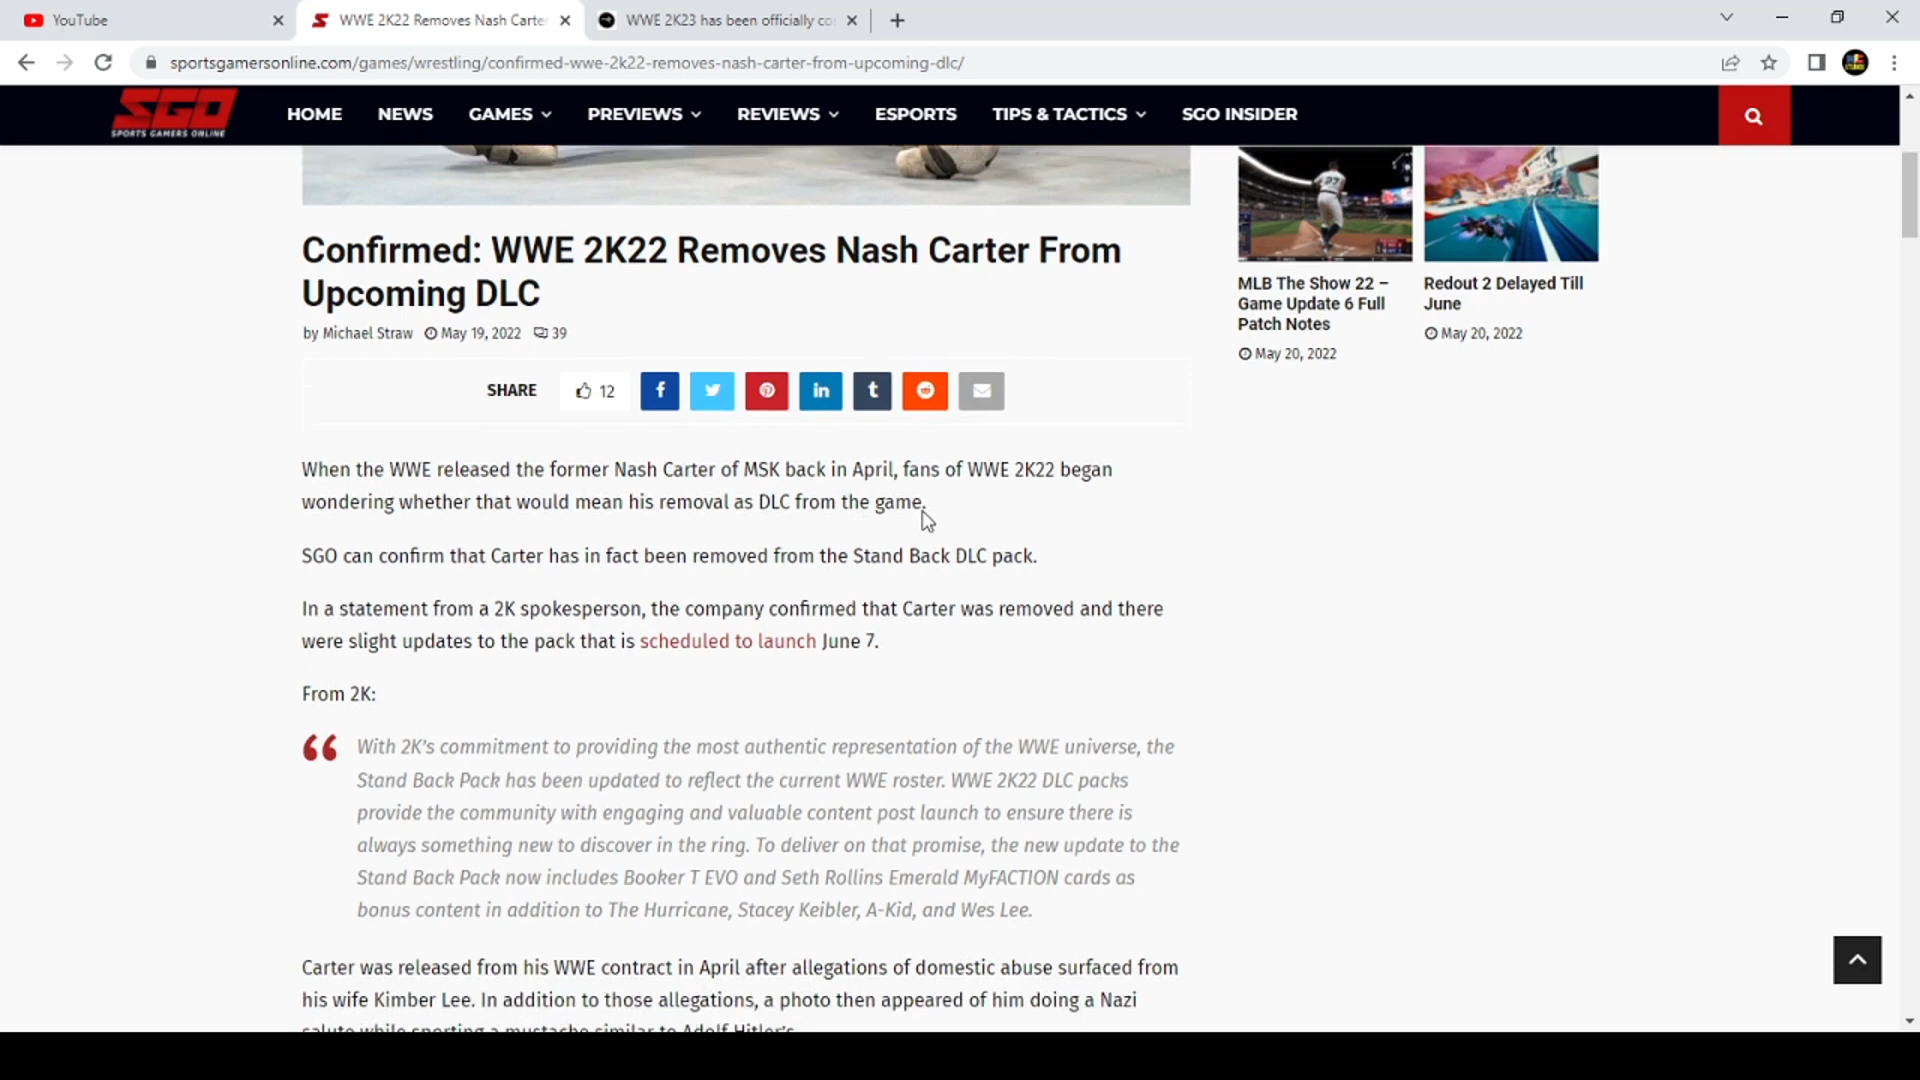 YouTube
WWE 2K22 Removes Nash Carte
WWE 2K23 has been officially co
sportsgamersonline.com/games/wrestling/confirmed-wwe-2k22-removes-nash-carter-from-upcoming-dlc/
SGO
SPORTS GAMERS ONLINE
HOME NEWS GAMES PREVIEWS REVIEWS ESPORTS TIPS & TACTICS SGO INSIDER
Confirmed: WWE 2K22 Removes Nash Carter From
Upcoming DLC
by Michael Straw May 19, 2022 39
SHARE 12
When the WWE released the former Nash Carter of MSK back in April, fans of WWE 2K22 began
wondering whether that would mean his removal as DLC from the game.
SGO can confirm that Carter has in fact been removed from the Stand Back DLC pack.
In a statement from a 2K spokesperson, the company confirmed that Carter was removed and there
were slight updates to the pack that is scheduled to launch June 7.
From 2K:
With 2K's commitment to providing the most authentic representation of the WWE universe, the
Stand Back Pack has been updated to reflect the current WWE roster. WWE 2K22 DLC packs
provide the community with engaging and valuable content post launch to ensure there is
always something new to discover in the ring. To deliver on that promise, the new update to the
Stand Back Pack now includes Booker T EVO and Seth Rollins Emerald MyFACTION cards as
bonus content in addition to The Hurricane, Stacey Keibler, A-Kid, and Wes Lee.
Carter was released from his WWE contract in April after allegations of domestic abuse surfaced from
his wife Kimber Lee. In addition to those allegations, a photo then appeared of him doing a Nazi
salute while sporting a mustache similar to Adolf Hitler's
MLB The Show 22 –
Game Update 6 Full
Patch Notes
May 20, 2022
Redout 2 Delayed Till
June
May 20, 2022